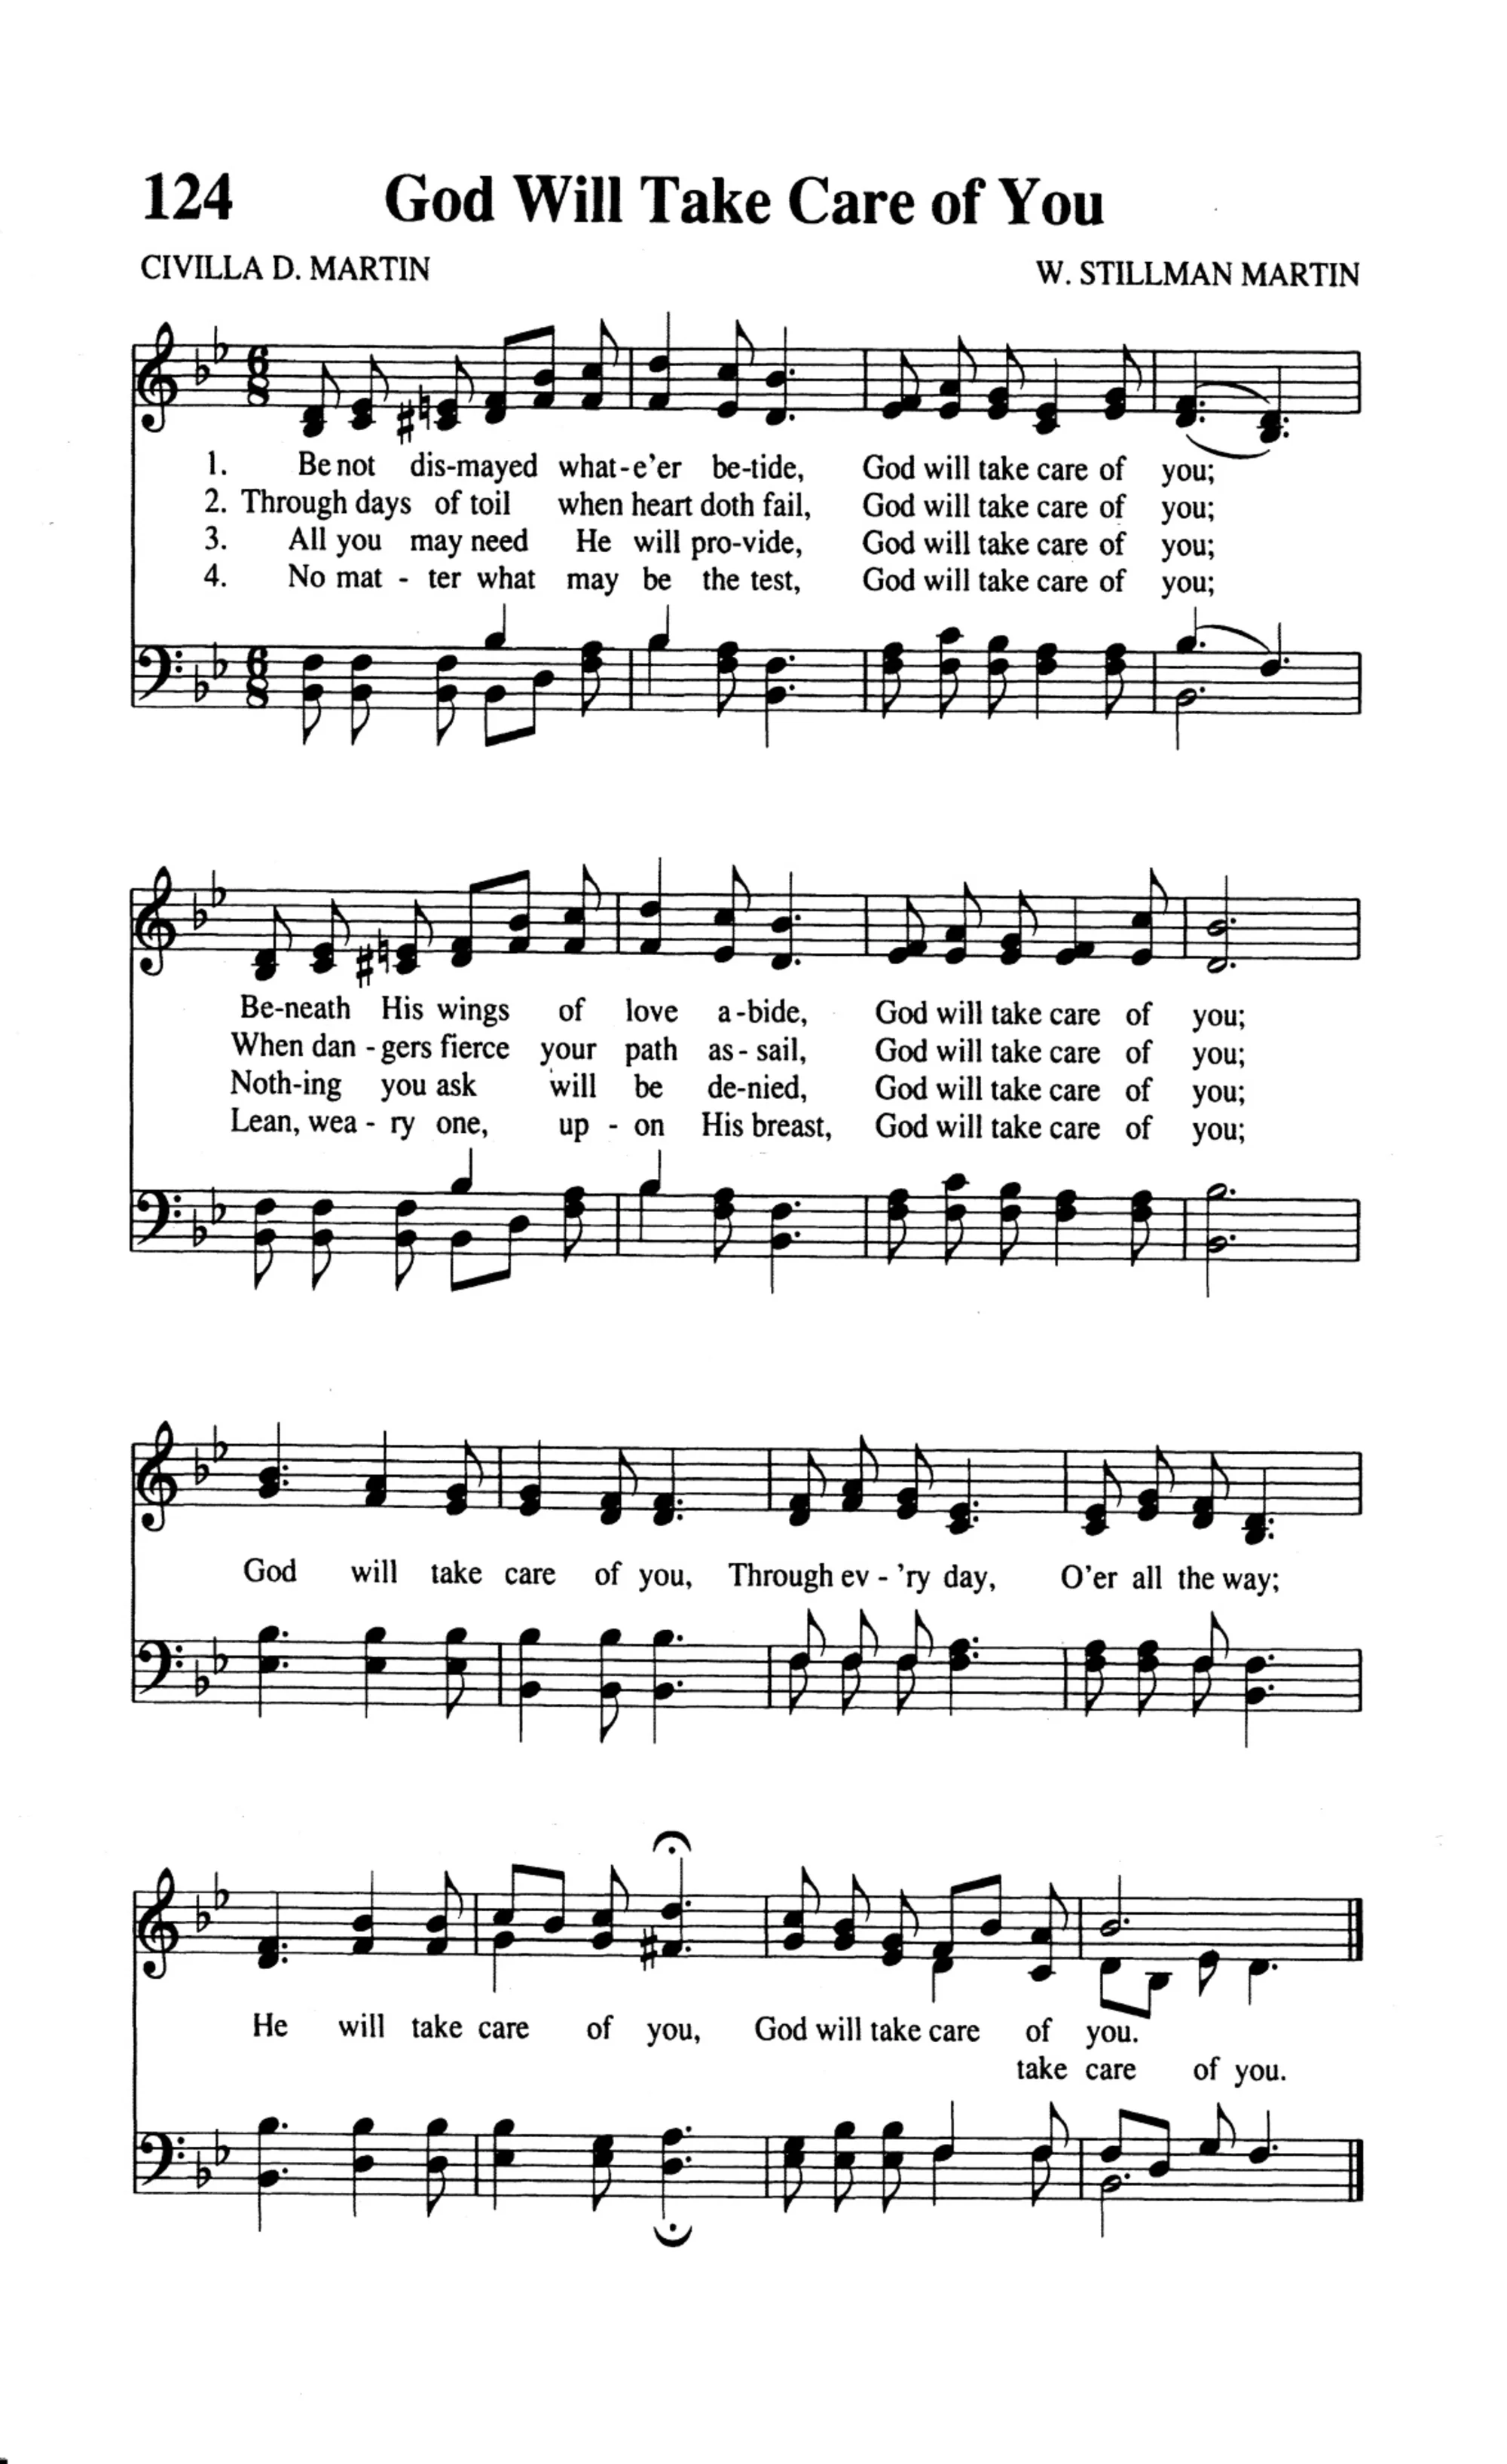 124 God Will Take Care of You
CIVILLA D. MARTIN W. STILLMAN MARTIN
1. Be not dis-mayed what-e'er be-tide, God will take care of you;
2. Through days of toil when heart doth fail, God will take care of you;
3. All you may need He will pro-vide, God will take care of you;
4. No mat - ter what may be the test, God will take care of you;
Be-neath His wings of love a-bide, God will take care of you;
When dan - gers fierce your path as- sail, God will take care of you;
Noth-ing you ask will be de-nied, God will take care of you;
Lean, wea - ry one, up - on His breast, God will take care of you;
God will take care of you, Through ev - 'ry day, O'er all the way;
He will take care of you, God will take care of you.
take care of you.